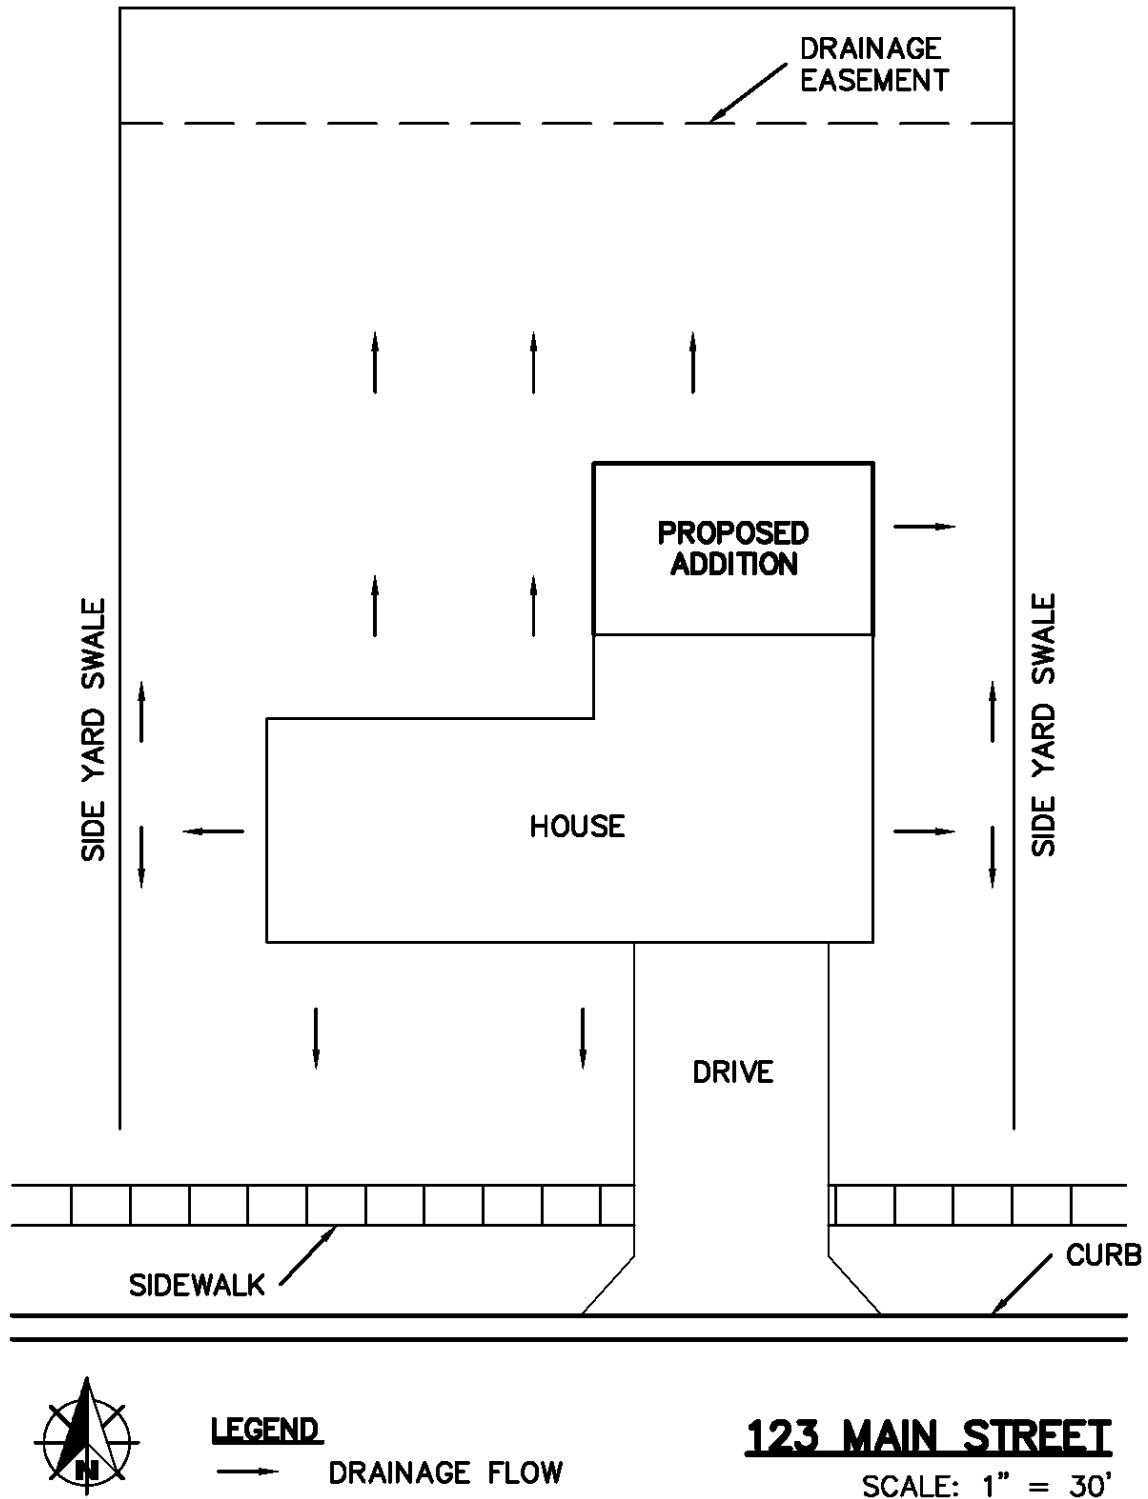 DRAINAGE
EASEMENT
PROPOSED
ADDITION
SIDE YARD SWALE
SIDE YARD SWALE
HOUSE
DRIVE
SIDEWALK
CURB
N
LEGEND
DRAINAGE FLOW
123 MAIN STREET
SCALE: 1" = 30'